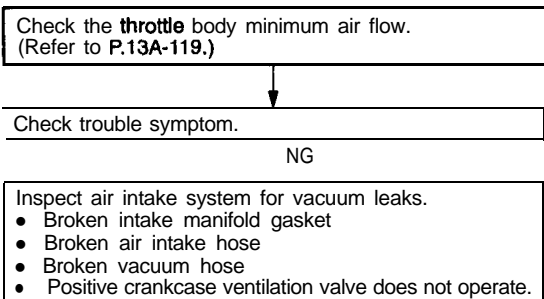 Check the throttle body minimum air flow.
(Refer to P.13A-119.)
Check trouble symptom.
NG
Inspect air intake system for vacuum leaks.
• Broken intake manifold gasket
• Broken air intake hose
• Broken vacuum hose
• Positive crankcase ventilation valve does not operate.